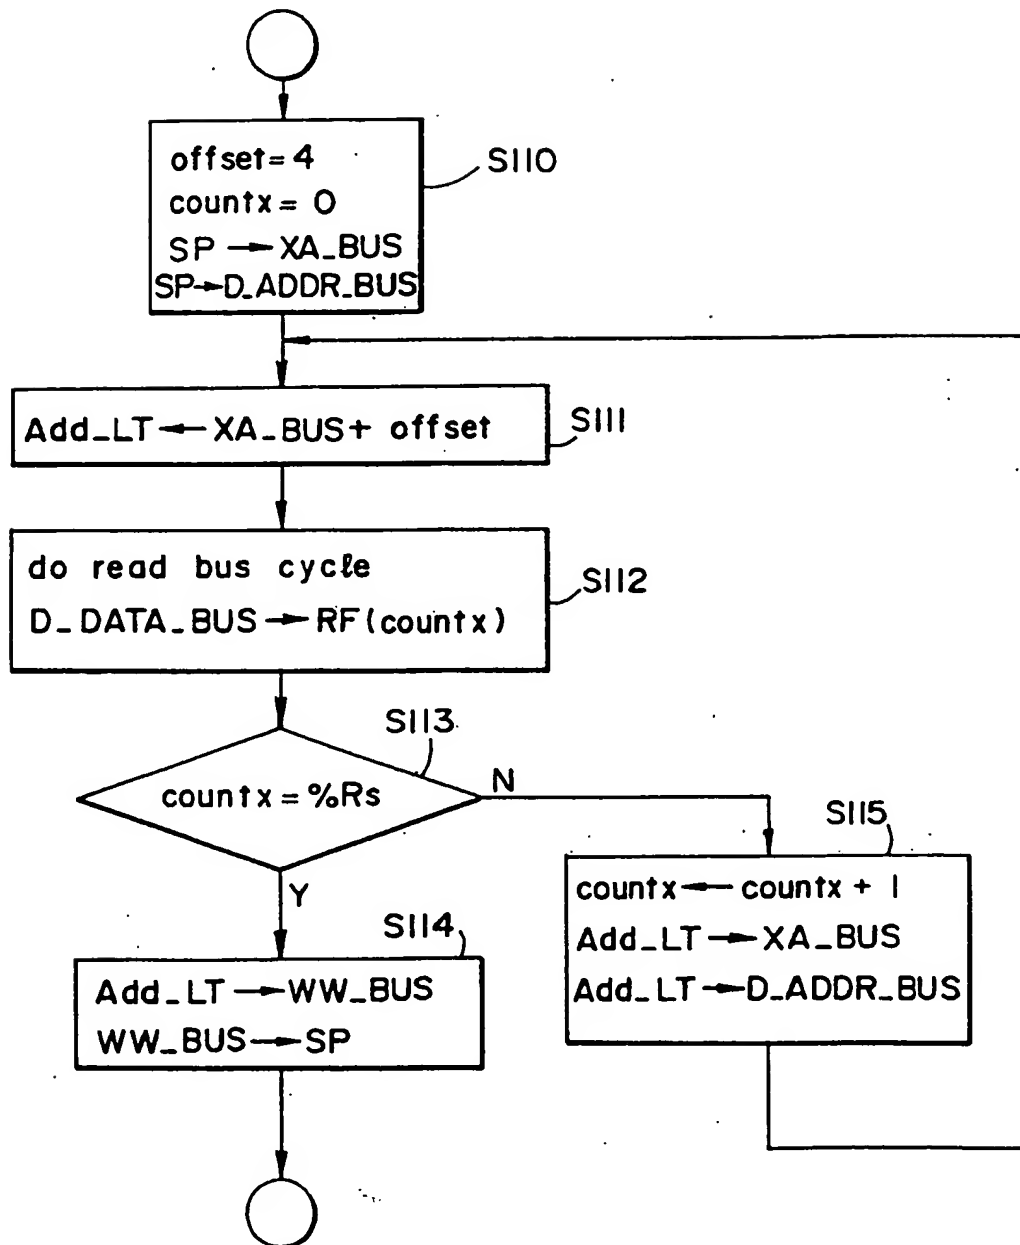 offset = 4
countx = 0
SP → XA_BUS
SP → D_ADDR_BUS
S110
Add_LT ← XA_BUS + offset
S111
do read bus cycle
D_DATA_BUS → RF(countx)
S112
S113
countx = %Rs
N
Y
S115
countx ← countx + 1
Add_LT → XA_BUS
Add_LT → D_ADDR_BUS
S114
Add_LT → WW_BUS
WW_BUS → SP